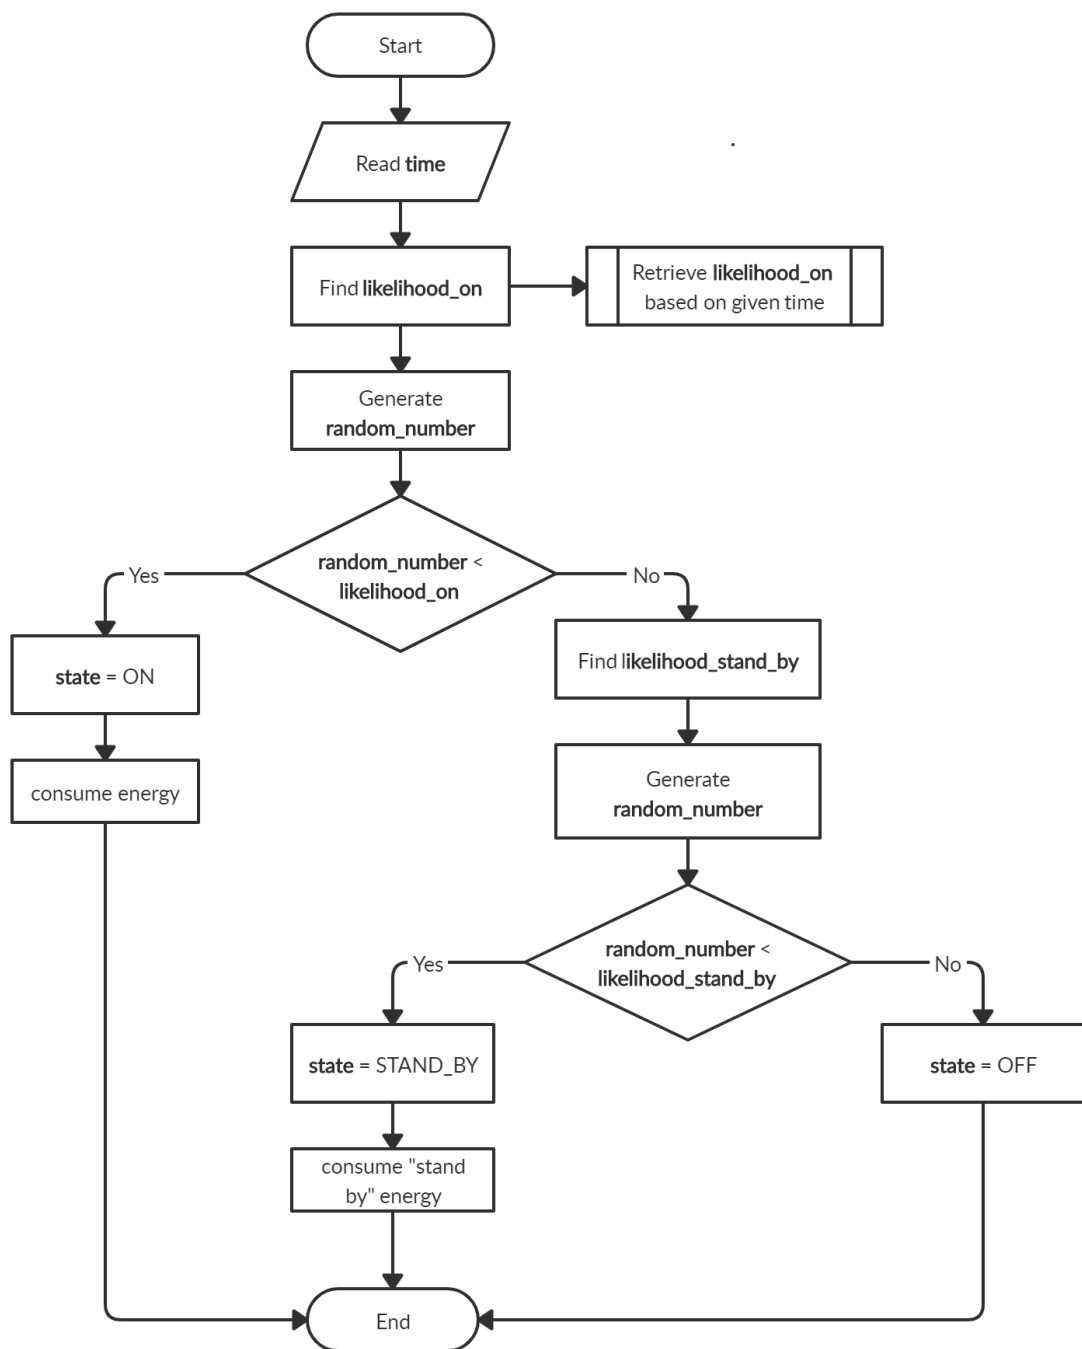 Start
Read time
Find likelihood_on
Retrieve likelihood_on
based on given time
Generate
random_number
random_number <
likelihood_on
Yes
No
state = ON
Find likelihood_stand_by
consume energy
Generate
random_number
random_number <
likelihood_stand_by
Yes
No
state = STAND_BY
state = OFF
consume "stand
by" energy
End